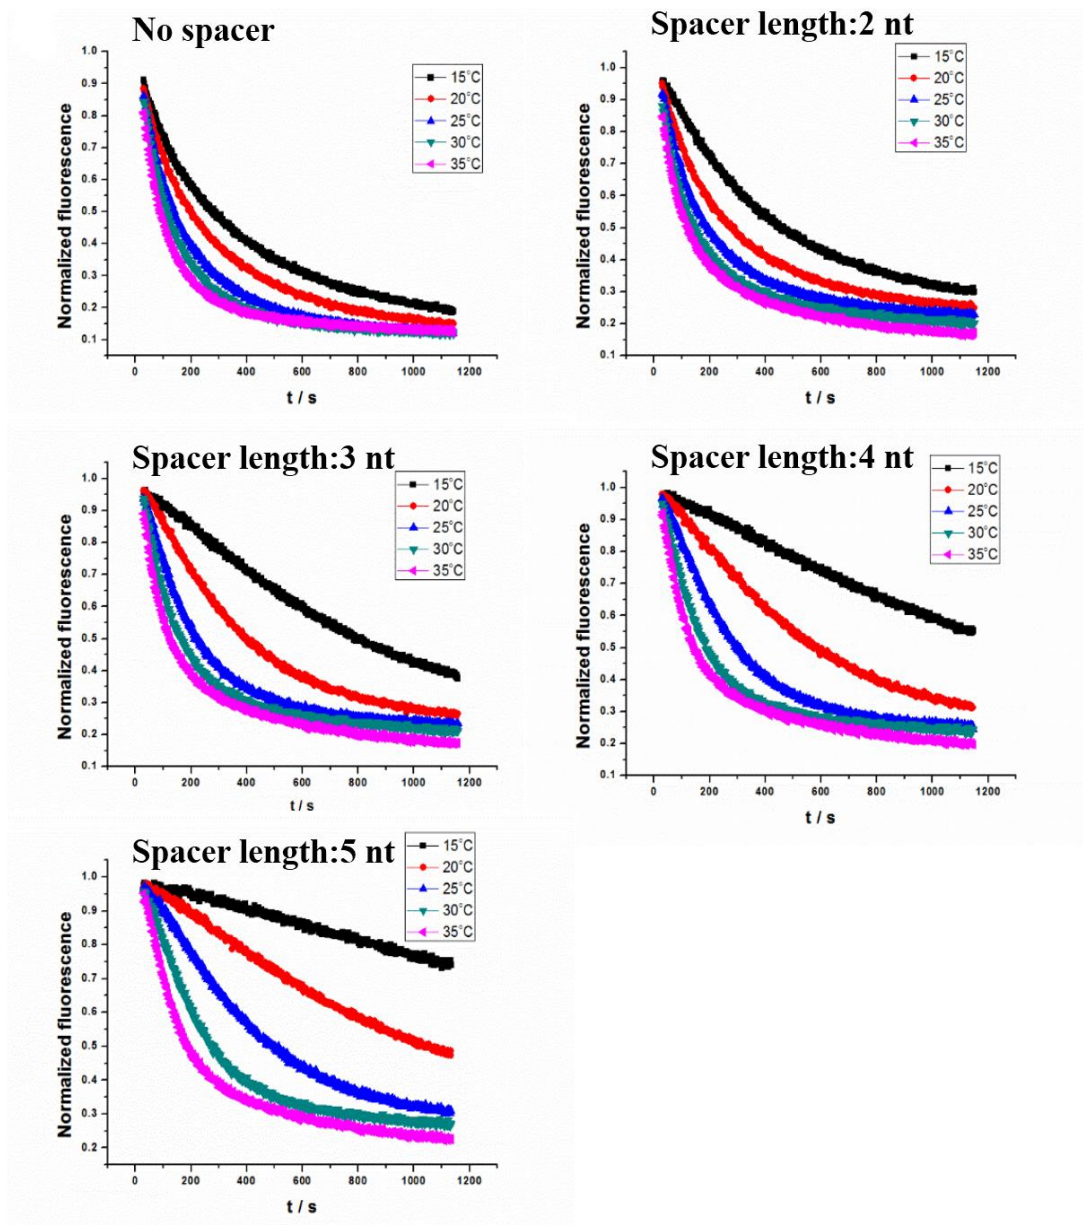 No spacer
Spacer length:2 nt
1.0
0.9
0.8
0.7
0.6
0.5
0.4
0.3
0.2
0.1
Normalized fluorescence
15°C
20°C
25°C
30°C
35°C
0 200 400 600 800 1000 1200
t / s
1.0
0.9
0.8
0.7
0.6
0.5
0.4
0.3
0.2
0.1
Normalized fluorescence
15°C
20°C
25°C
30°C
35°C
0 200 400 600 800 1000 1200
t / s
Spacer length:3 nt
Spacer length:4 nt
1.0
0.9
0.8
0.7
0.6
0.5
0.4
0.3
0.2
0.1
Normalized fluorescence
15°C
20°C
25°C
30°C
35°C
0 200 400 600 800 1000 1200
t / s
1.0
0.9
0.8
0.7
0.6
0.5
0.4
0.3
0.2
0.1
Normalized fluorescence
15°C
20°C
25°C
30°C
35°C
0 200 400 600 800 1000 1200
t / s
Spacer length:5 nt
1.0
0.9
0.8
0.7
0.6
0.5
0.4
0.3
0.2
Normalized fluorescence
15°C
20°C
25°C
30°C
35°C
0 200 400 600 800 1000 1200
t / s